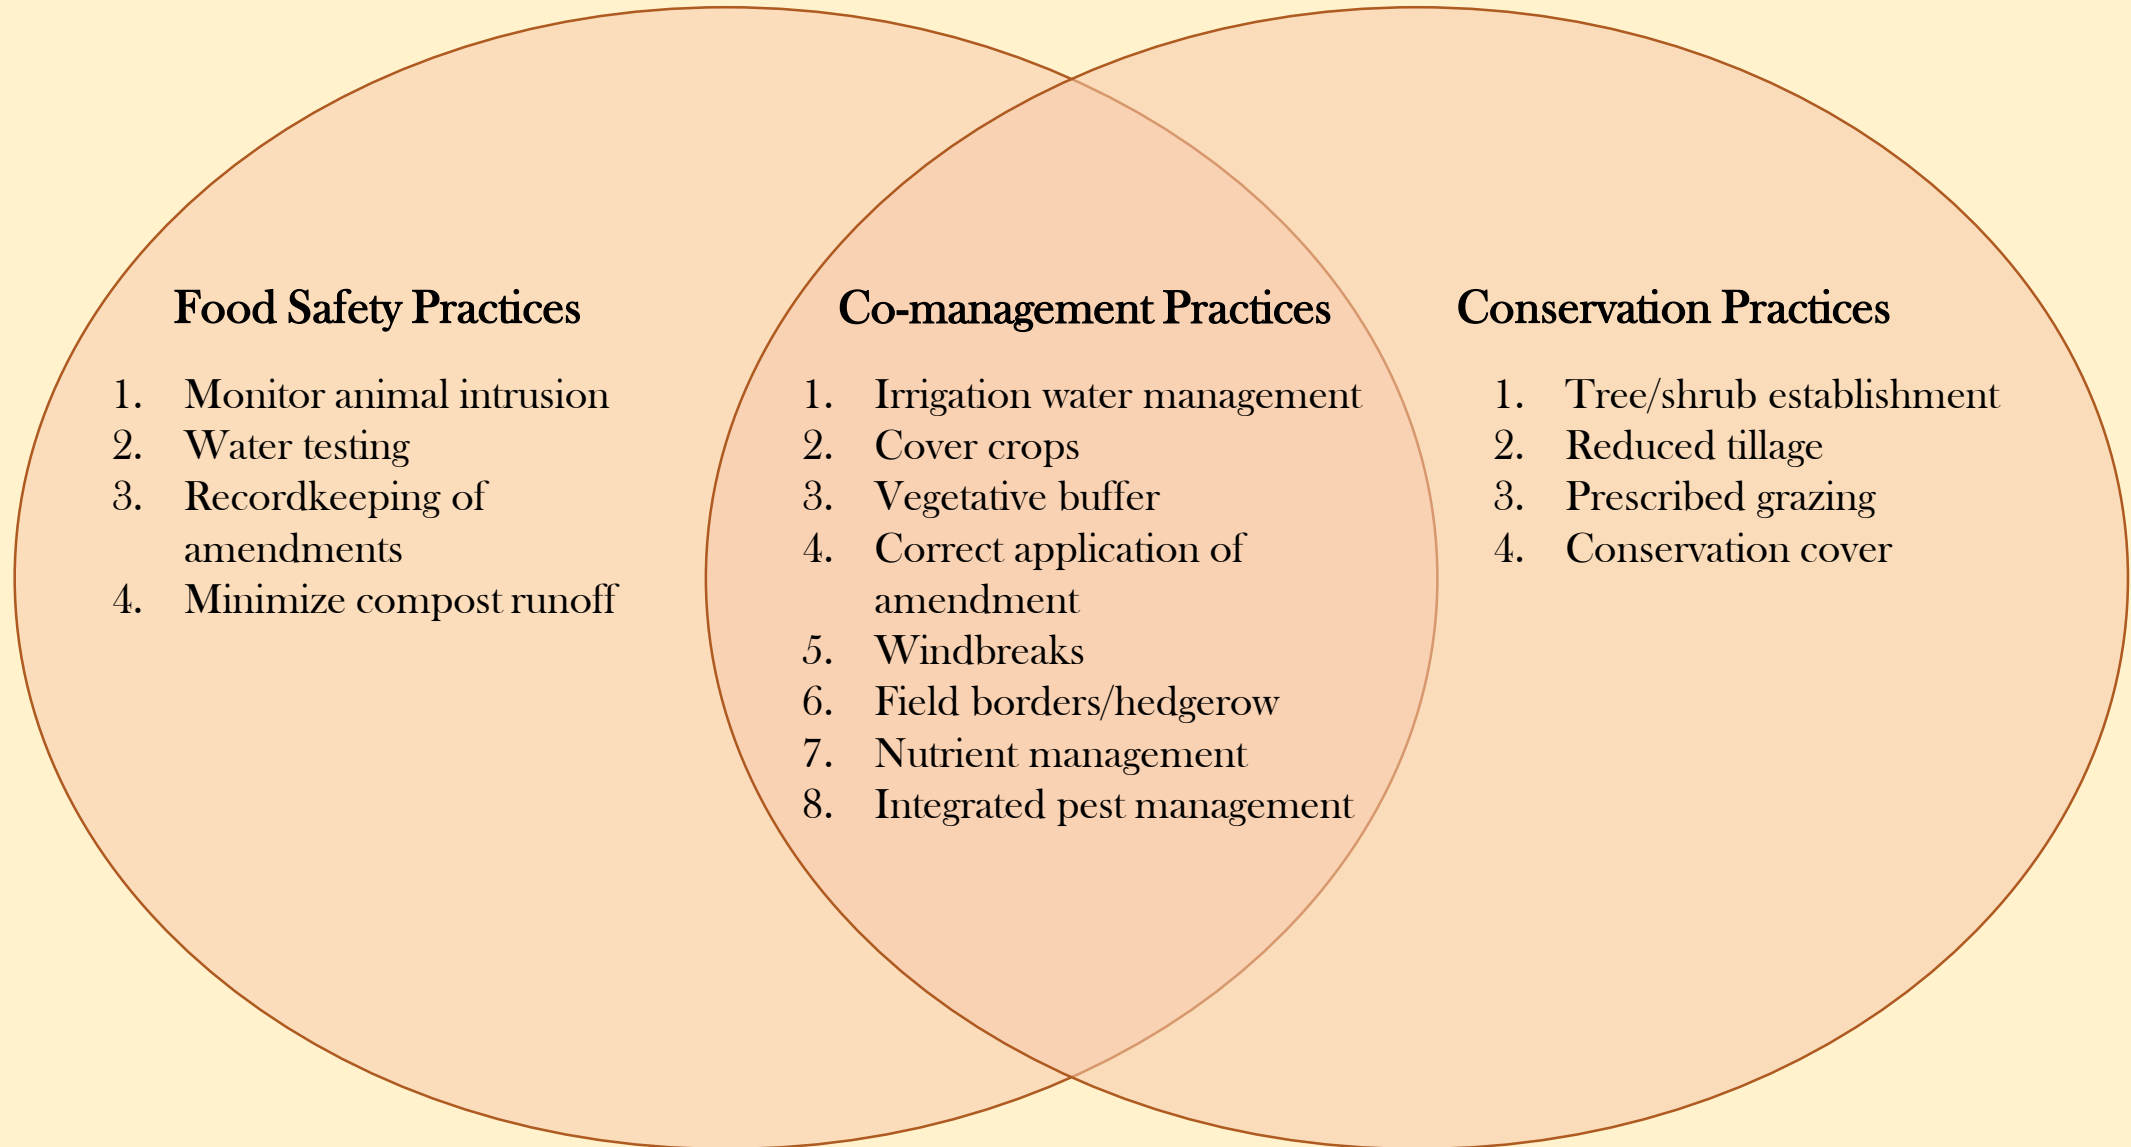 Food Safety Practices
1. Monitor animal intrusion
2. Water testing
3. Recordkeeping of
amendments
4. Minimize compost runoff
Co-management Practices
1. Irrigation water management
2. Cover crops
3. Vegetative buffer
4. Correct application of
amendment
5. Windbreaks
6. Field borders/hedgerow
7. Nutrient management
8. Integrated pest management
Conservation Practices
1. Tree/shrub establishment
2. Reduced tillage
3. Prescribed grazing
4. Conservation cover